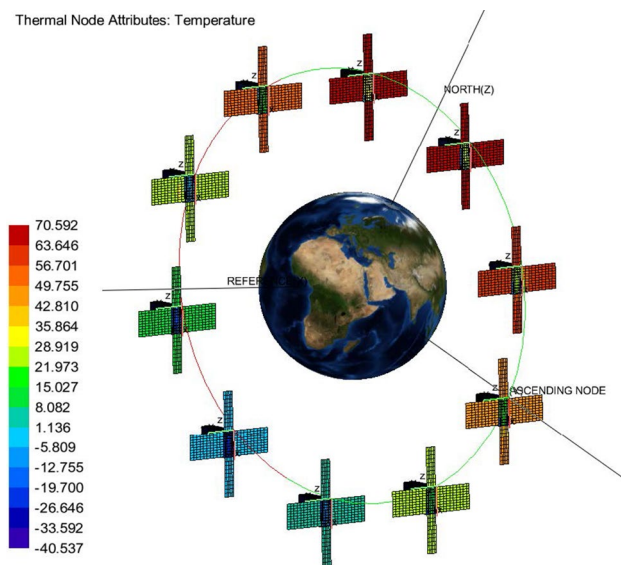 Thermal Node Attributes: Temperature
NORTH(Z)
Z
Z
Z
Z
Z
Z
Z
Z
Z
Z
Z
REFERENCE
ASCENDING NODE
70.592
63.646
56.701
49.755
42.810
35.864
28.919
21.973
15.027
8.082
1.136
-5.809
-12.755
-19.700
-26.646
-33.592
-40.537